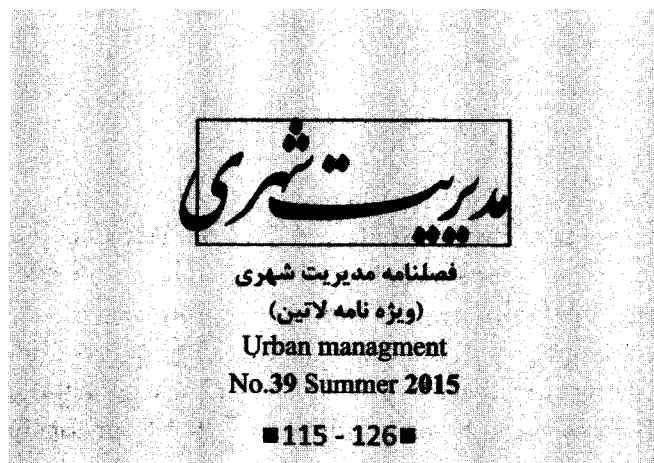 مدیریت شهری
فصلنامه مدیریت شهری
(ویژه نامه لاتین)
Urban managment
No.39 Summer 2015
■115 - 126■